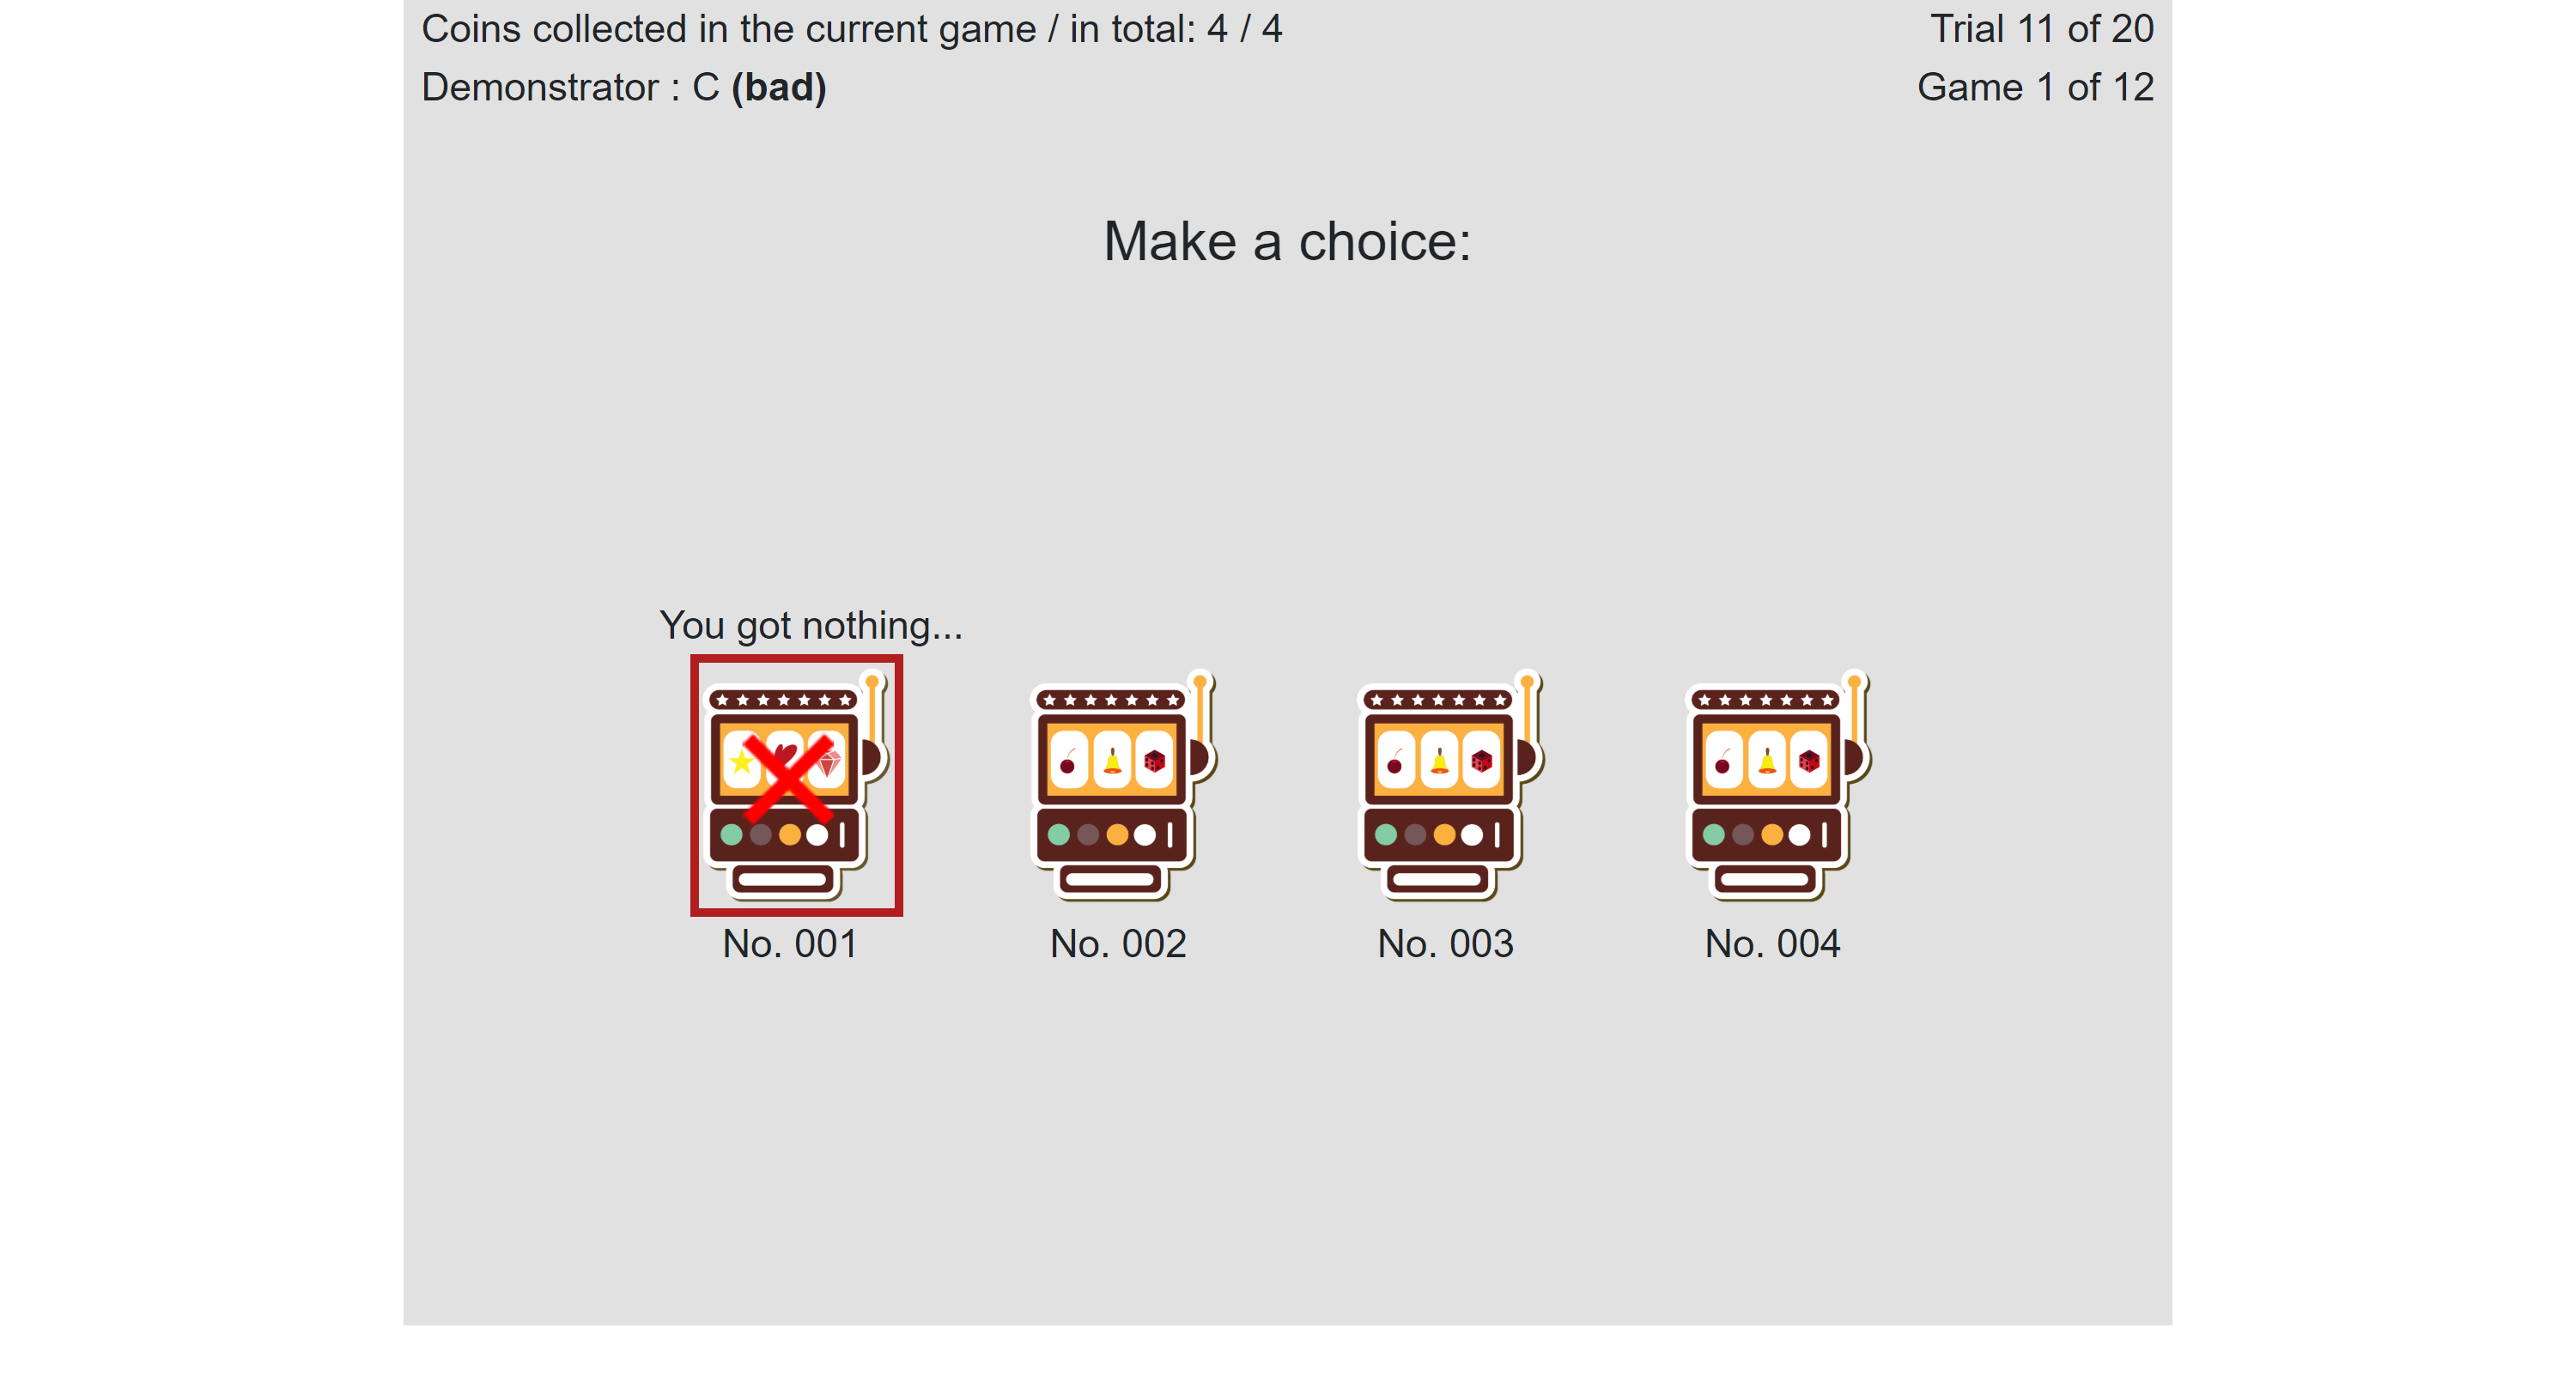 Coins collected in the current game / in total: 4 / 4
Trial 11 of 20
Demonstrator : C (bad)
Game 1 of 12
Make a choice:
You got nothing...
No. 001
No. 002
No. 003
No. 004